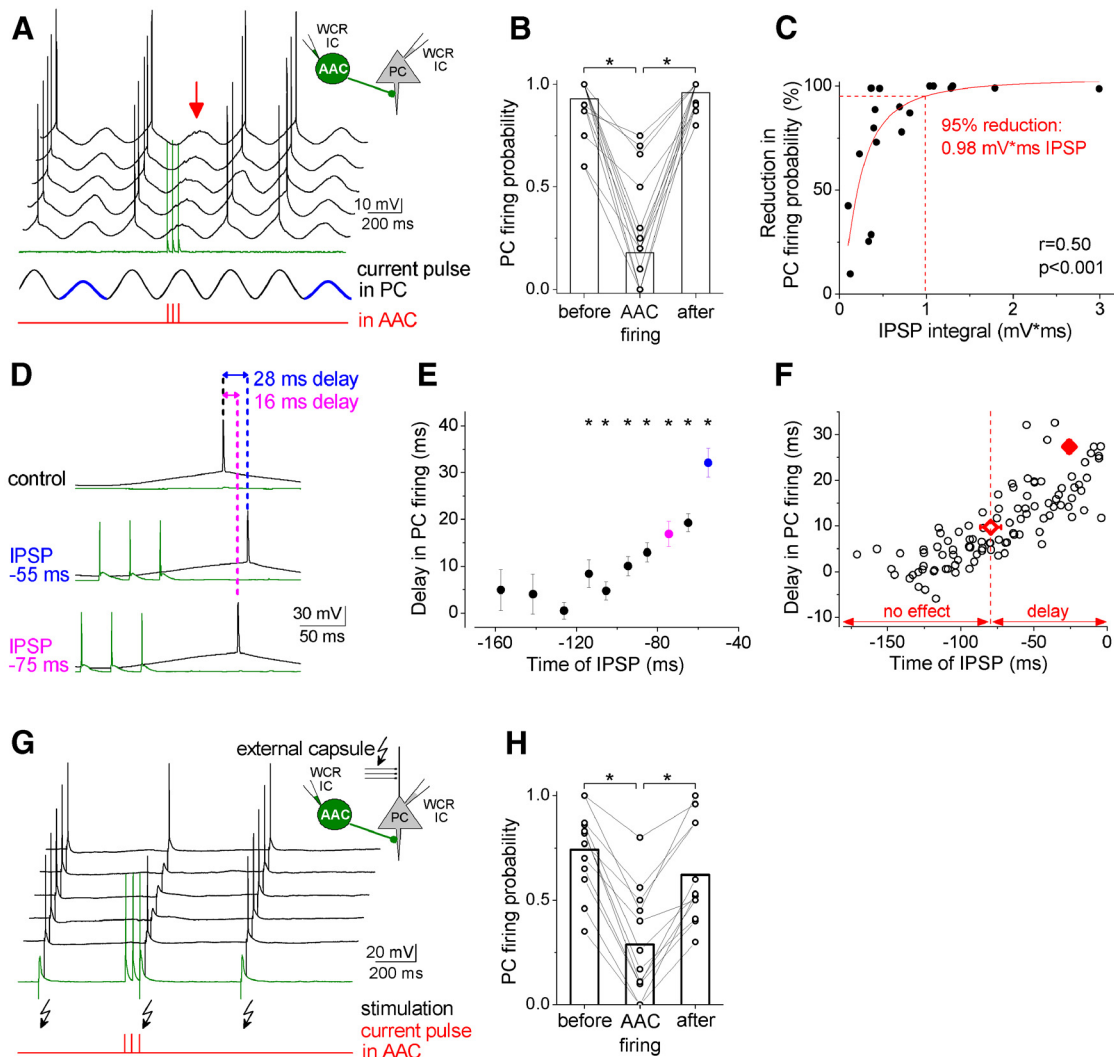 A
WCR
IC
AAC
PC
WCR
IC
10 mV
200 ms
current pulse
in PC
in AAC
B
PC firing probability
* *
1.0
0.5
0.0
before AAC after
firing
C
Reduction in
PC firing probability (%)
100
50
0
95% reduction:
0.98 mV*ms IPSP
r=0.50
p<0.001
0 1 2 3
IPSP integral (mV*ms)
D
28 ms delay
16 ms delay
control
IPSP
-55 ms
IPSP
-75 ms
30 mV
50 ms
E
Delay in PC firing (ms)
40
30
20
10
0
* * * * * * *
-160 -120 -80 -40
Time of IPSP (ms)
F
Delay in PC firing (ms)
30
20
10
0
-10
no effect delay
-150 -100 -50 0
Time of IPSP (ms)
G
external capsule
WCR
IC
AAC
PC
WCR
IC
20 mV
200 ms
stimulation
current pulse
in AAC
H
PC firing probability
* *
1.0
0.5
0.0
before AAC after
firing